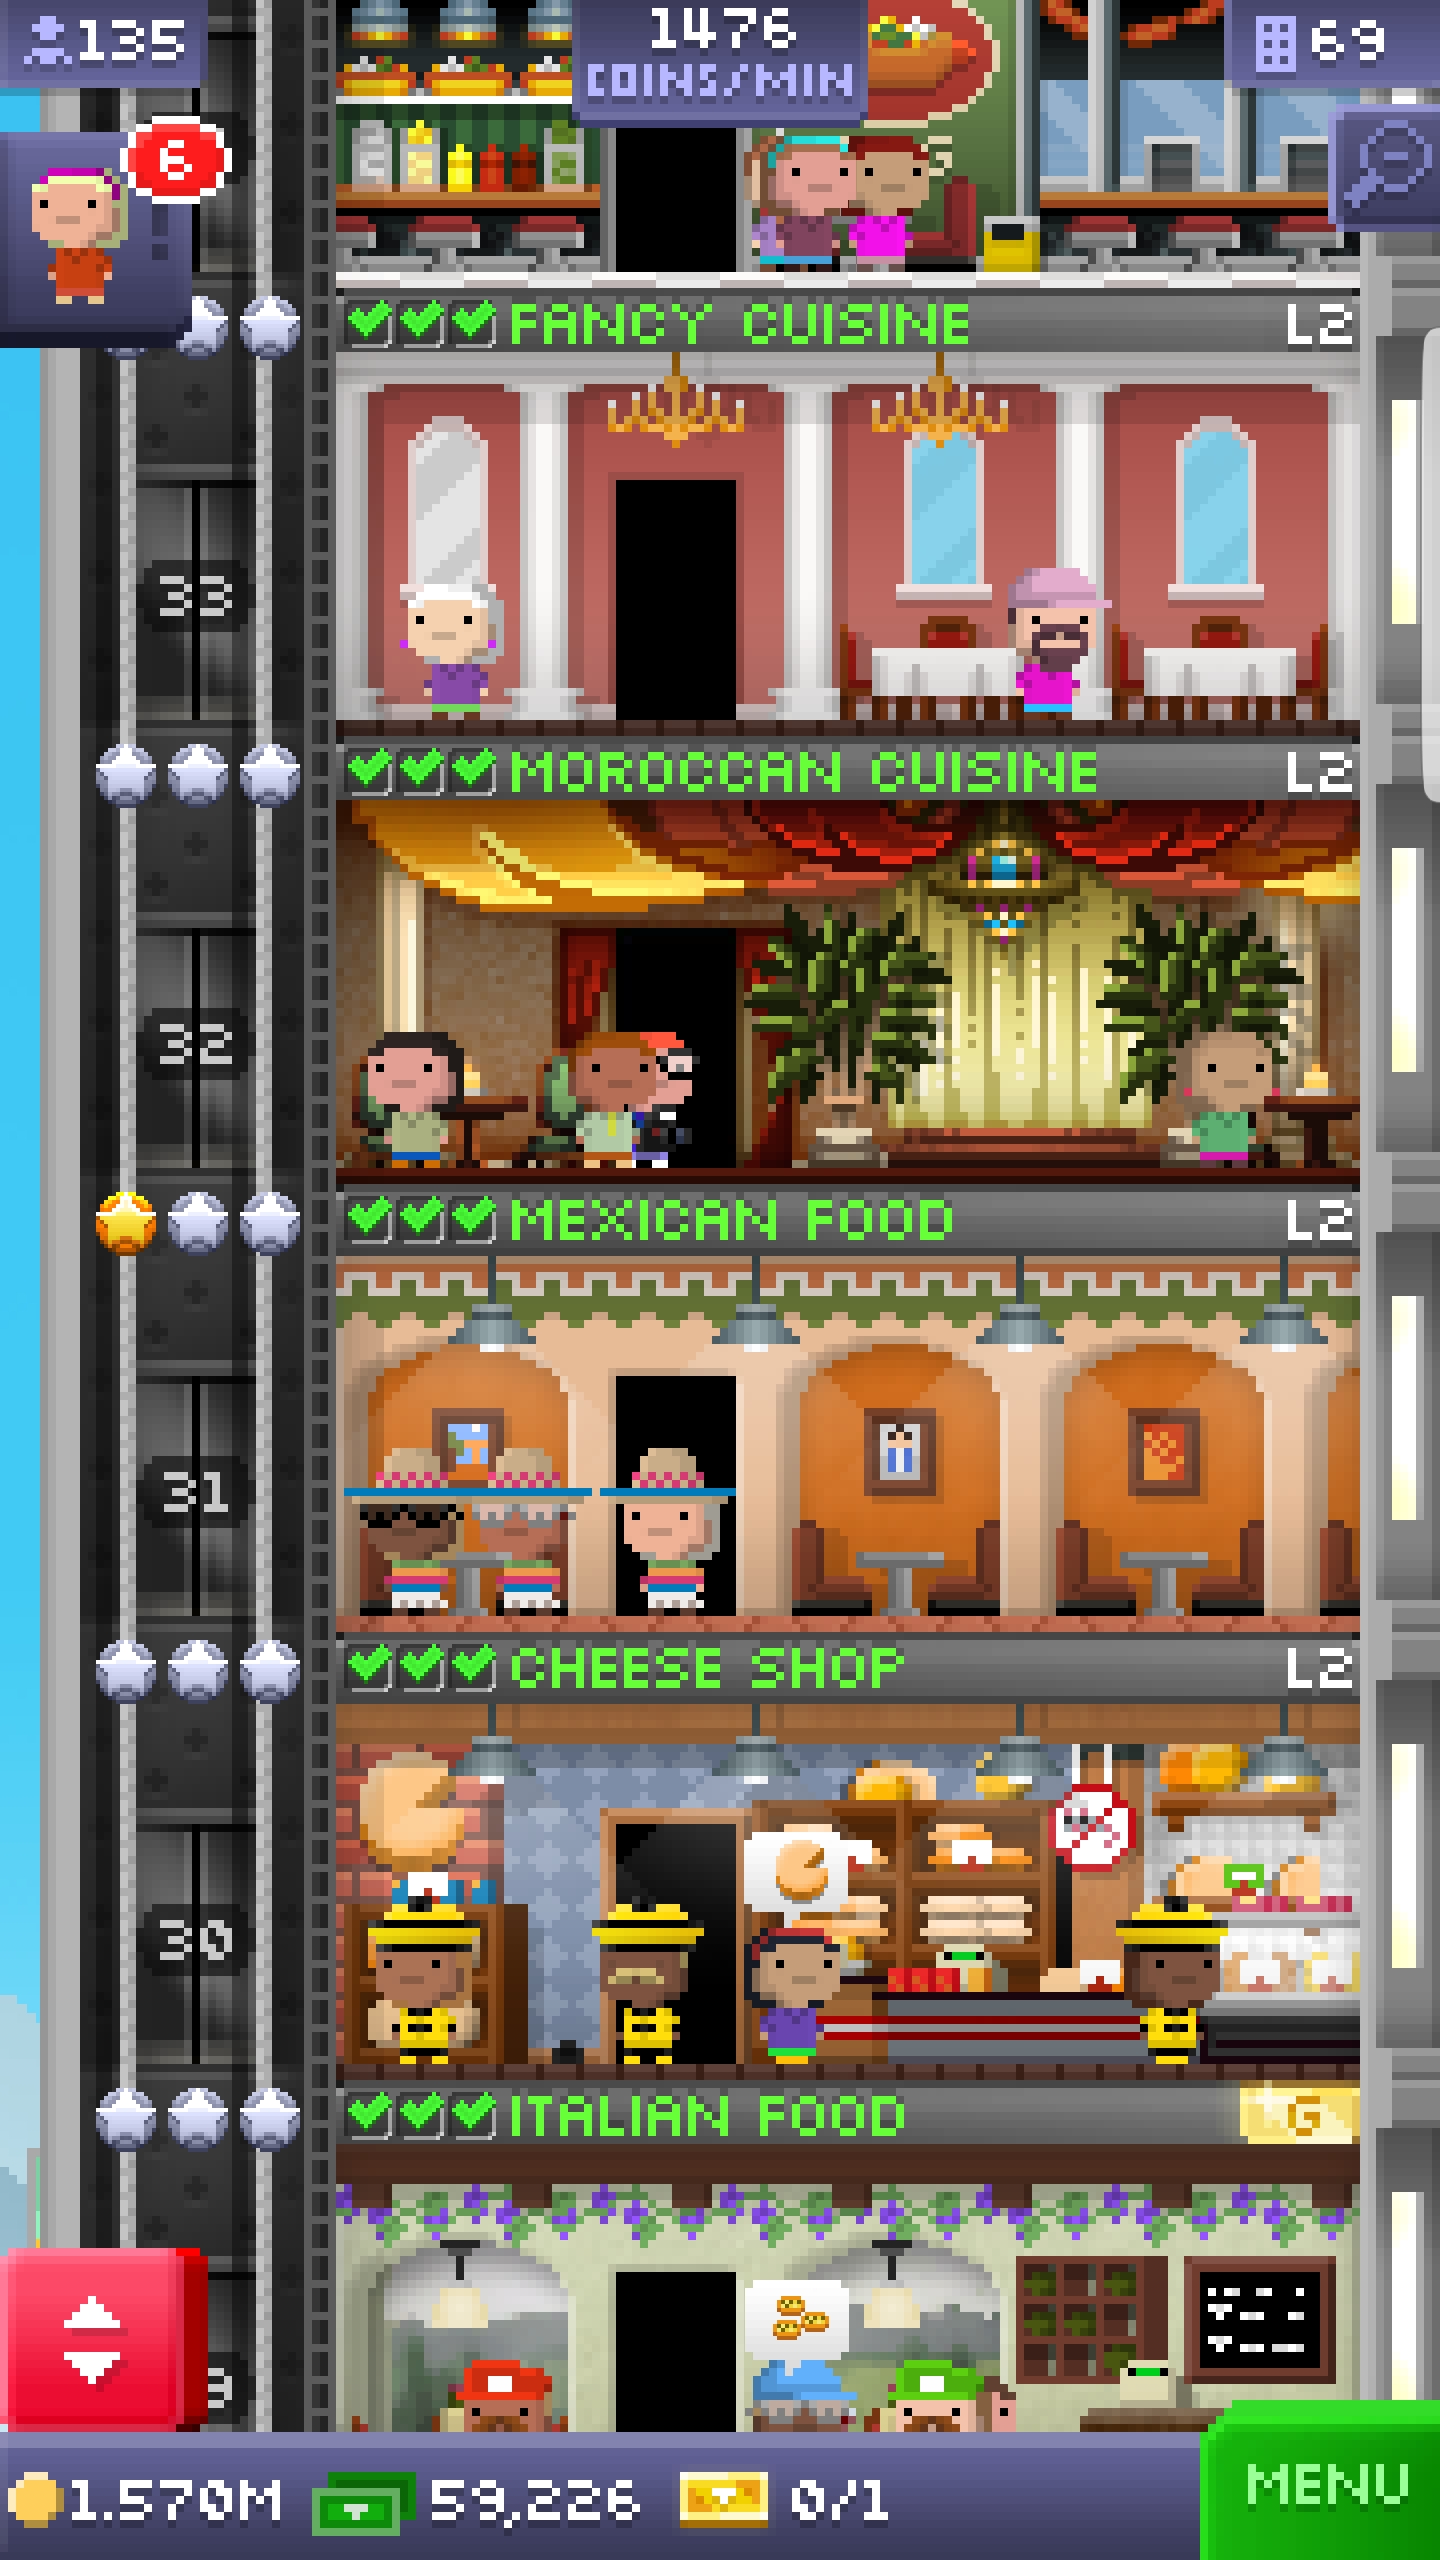 135
1476
COINS/MIN
69
6
FANCY CUISINE L2
33
MOROCCAN CUISINE L2
32
MEXICAN FOOD L2
31
CHEESE SHOP L2
30
ITALIAN FOOD G
1.570M 59,226 0/1 MENU